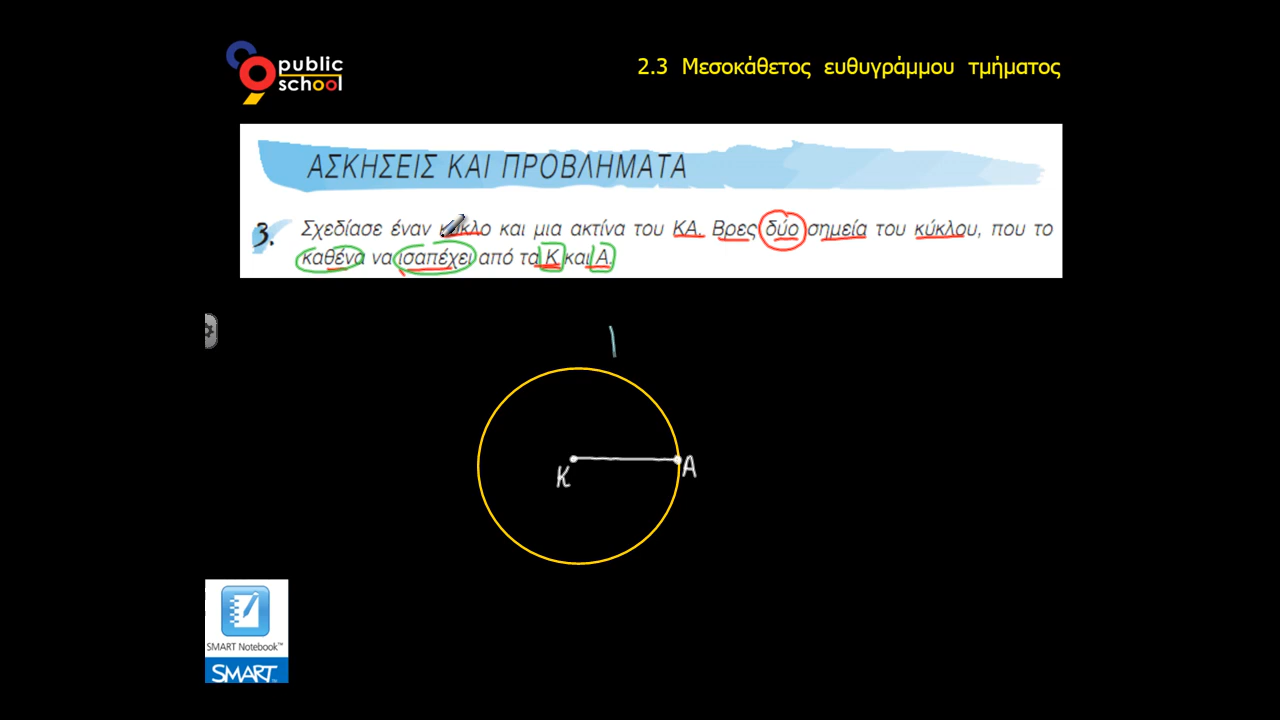 public
school
2.3 Μεσοκάθετος ευθυγράμμου τμήματος
ΑΣΚΗΣΕΙΣ ΚΑΙ ΠΡΟΒΛΗΜΑΤΑ
3. Σχεδίασε έναν κύκλο και μια ακτίνα του ΚΑ. Βρες δύο σημεία του κύκλου, που το
καθένα να ισαπέχει από τα Κ και Α.
Κ
Α
SMART Notebook™
SMART